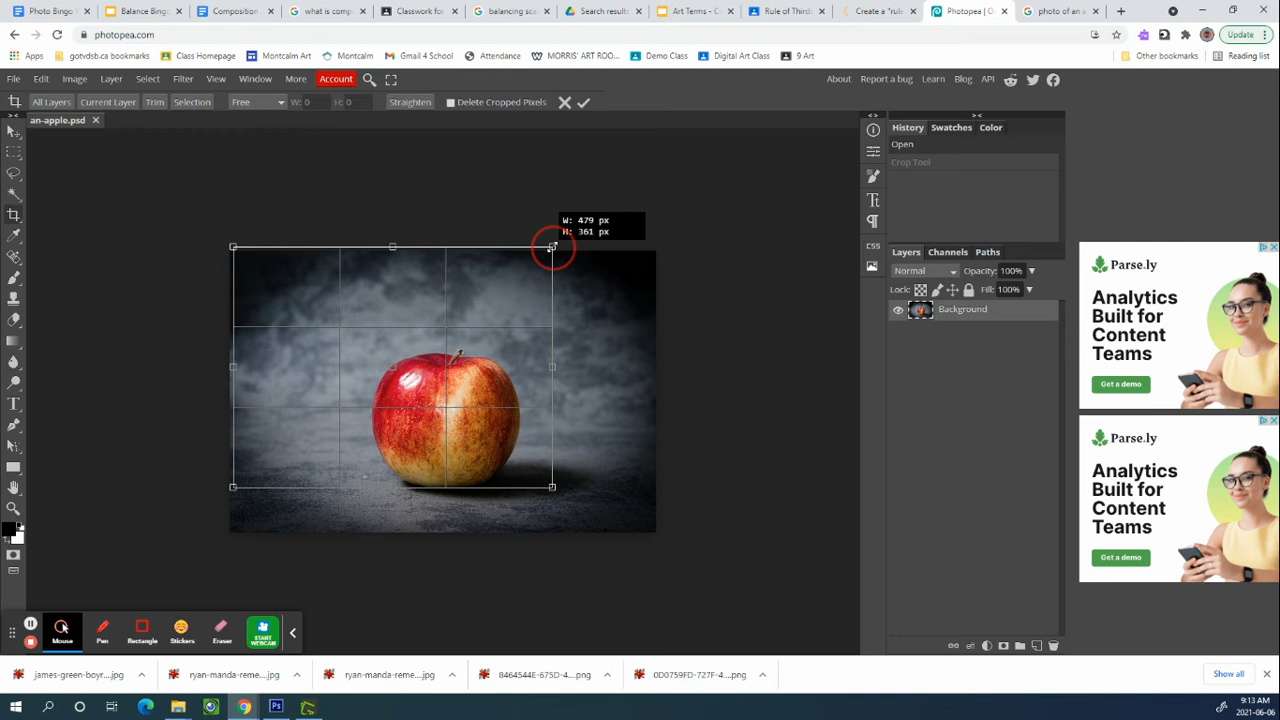 Photo Bingo
Balance Bing
Composition
what is comp
Classwork for
balancing sca
Search results
Art Terms - C
Rule of Third
Create a "rul
Photopea | O
photo of an a
photopea.com
Update
Apps
gotvdsb.ca
Class Homepage
Montcalm Art
Montcalm
Gmail 4 School
Attendance
MORRIS' ART ROO...
Demo Class
Digital Art Class
9 Art
Other bookmarks
Reading list
File Edit Image Layer Select Filter View Window More Account
About Report a bug Learn Blog API
All Layers Current Layer Trim Selection Free W: 0 H: 0 Straighten Delete Cropped Pixels
an-apple.psd
W: 479 px
H: 361 px
History Swatches Color
Open
Crop Tool
CSS
Layers Channels Paths
Normal Opacity: 100%
Lock: Fill: 100%
Background
Parse.ly
Analytics
Built for
Content
Teams
Get a demo
Parse.ly
Analytics
Built for
Content
Teams
Get a demo
Mouse Pen Rectangle Stickers Eraser START WEBCAM
james-green-boyr....jpg
ryan-manda-reme....jpg
ryan-manda-reme....jpg
8464544E-675D-4....png
0D0759FD-727F-4....png
Show all
9:13 AM
2021-06-06